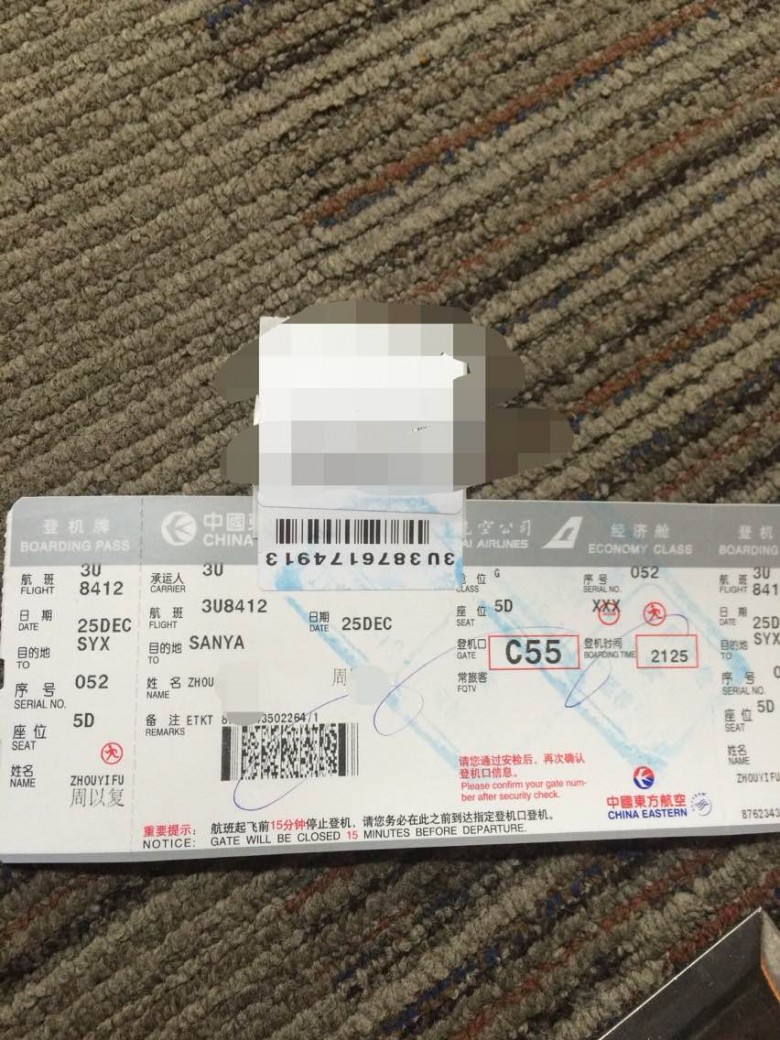 登机牌
BOARDING PASS
航班 3U
FLIGHT 8412
日期
DATE 25DEC
目的地 SYX
TO
序号 052
SERIAL NO.
座位 5D
SEAT
姓名
NAME ZHOUYIFU
周以复
中國
CHINA
承运人 3U
CARRIER
航班 3U8412
FLIGHT
日期 25DEC
DATE
目的地 SANYA
TO
姓名 ZHOU
NAME 周
备注 ETKT
REMARKS
3U3876174913
空公司
AI AIRLINES
经济舱
ECONOMY CLASS
位 G
CLASS
序号 052
SERIAL NO.
座位 5D XXX
SEAT
登机口 C55
GATE
登机时间 2125
BOARDING TIME
常旅客
FQTV
请您通过安检后，再次确认
登机口信息。
Please confirm your gate num-
ber after security check.
中國東方航空
CHINA EASTERN
重要提示： 航班起飞前15分钟停止登机，请您务必在此之前到达指定登机口登机。
NOTICE: GATE WILL BE CLOSED 15 MINUTES BEFORE DEPARTURE.
登机
BOARDING
航班 3U
FLIGHT 841
日期 25D
DATE
目的地 SYX
TO
序号
SERIAL NO.
座位 5D
SEAT
姓名
NAME
ZHOUYIFU